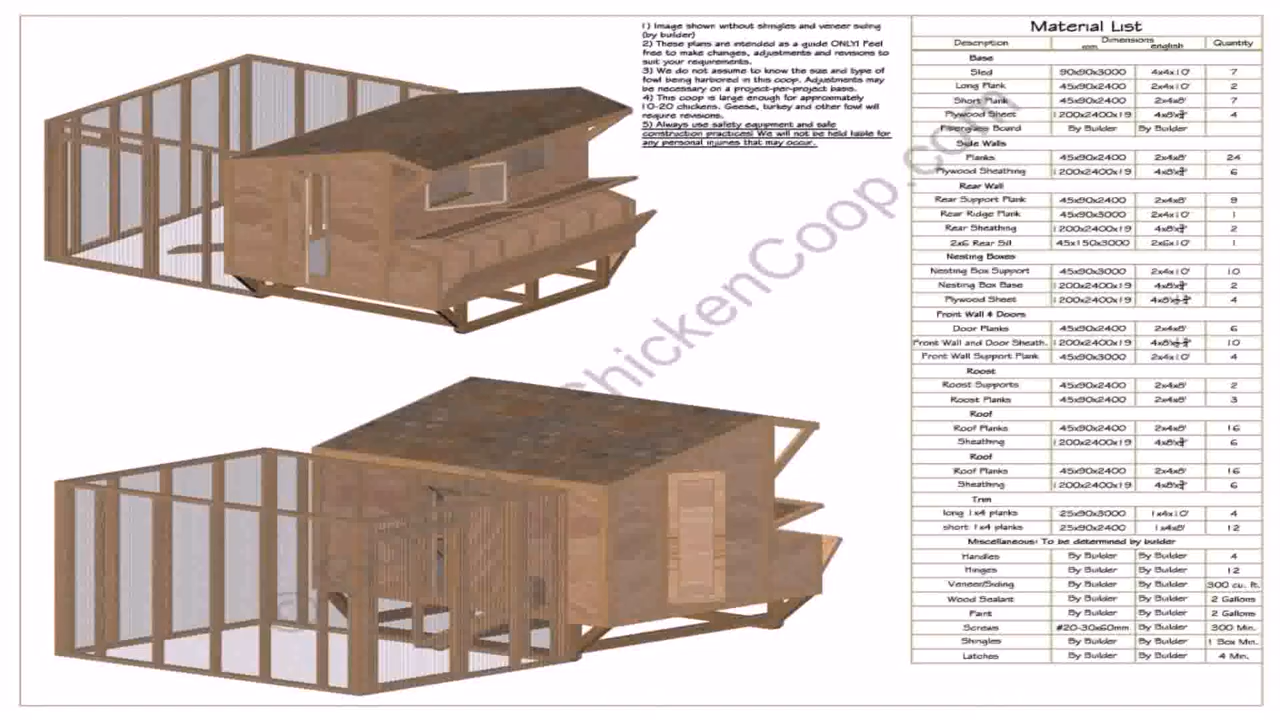 1) Image shown without shingles and veneer siding
(by builder)
2) These plans are intended as a guide ONLY! Feel
free to make changes, adjustments and revisions to
suit your requirements.
3) We do not assume to know the size and type of
fowl being harbored in this coop. Adjustments may
be necessary on a project-per-project basis.
4) This coop is large enough for approximately
10-20 chickens. Geese, turkey and other fowl will
require revisions.
5) Always use safety equipment and safe
construction practices! We will not be held liable for
any personal injuries that may occur.
ChickenCoop.com
Material List
Description Dimensions Quantity
mm english
Base
Sled 90x90x3000 4x4x10' 7
Long Plank 45x90x2400 2x4x10' 2
Short Plank 45x90x2400 2x4x8' 7
Plywood Sheet 1200x2400x19 4x8' 4
Fiberglass Board By Builder By Builder
Side Walls
Planks 45x90x2400 2x4x8' 24
Plywood Sheathing 1200x2400x19 4x8' 6
Rear Wall
Rear Support Plank 45x90x2400 2x4x8' 9
Rear Ridge Plank 45x90x3000 2x4x10' 1
Rear Sheathing 1200x2400x19 4x8' 2
2x6 Rear Sill 45x150x3000 2x6x10' 1
Nesting Boxes
Nesting Box Support 45x90x3000 2x4x10' 10
Nesting Box Base 1200x2400x19 4x8' 2
Plywood Sheet 1200x2400x19 4x8' 4
Front Wall & Doors
Door Planks 45x90x2400 2x4x8' 6
Front Wall and Door Sheath. 1200x2400x19 4x8' 10
Front Wall Support Plank 45x90x3000 2x4x10' 4
Roost
Roost Supports 45x90x2400 2x4x8' 2
Roost Planks 45x90x2400 2x4x8' 3
Roof
Roof Planks 45x90x2400 2x4x8' 16
Sheathing 1200x2400x19 4x8' 6
Roof
Roof Planks 45x90x2400 2x4x8' 16
Sheathing 1200x2400x19 4x8' 6
Trim
long 1x4 planks 25x90x3000 1x4x10' 4
short 1x4 planks 25x90x2400 1x4x8' 12
Miscellaneous: To be determined by builder
Handles By Builder By Builder 4
Hinges By Builder By Builder 12
Veneer/Siding By Builder By Builder 300 cu. ft.
Wood Sealant By Builder By Builder 2 Gallons
Paint By Builder By Builder 2 Gallons
Screws #20-30x60mm By Builder 300 Min.
Shingles By Builder By Builder 1 Box Min.
Latches By Builder By Builder 4 Min.